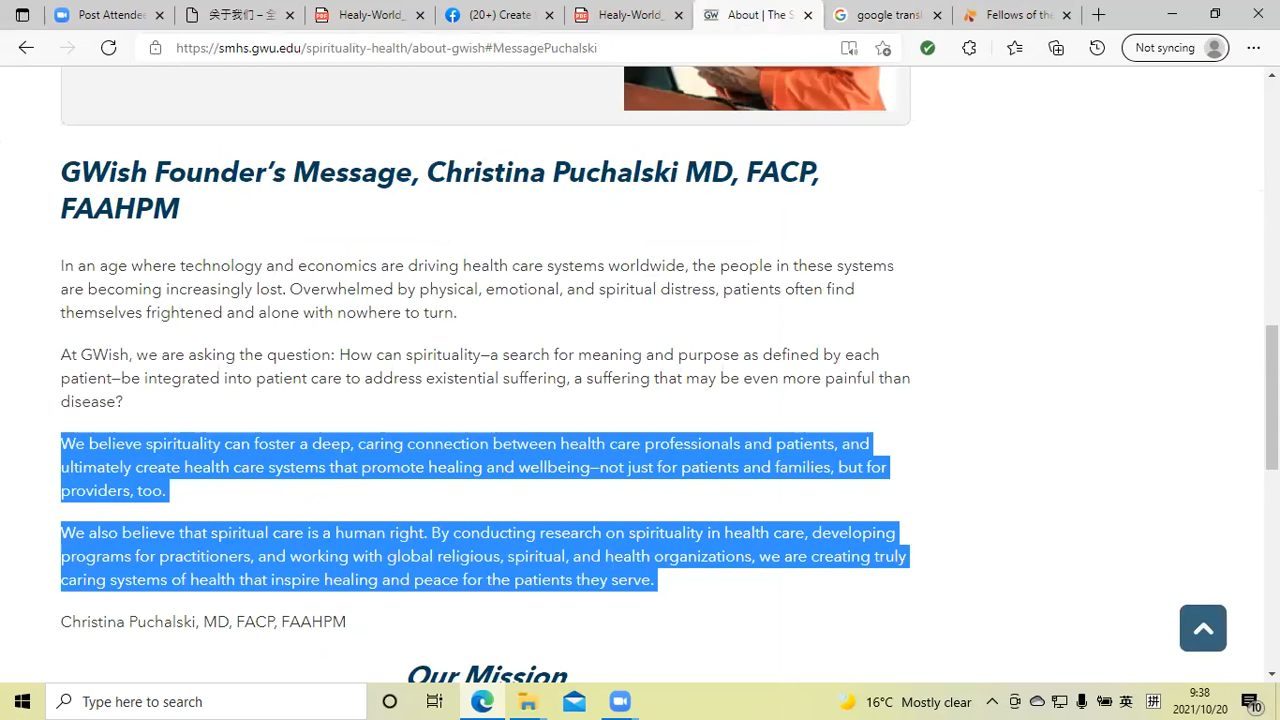 Post Attende
关于我们 - 全
Healy-World_
(20+) Create
Healy-World_
GW
About | The S
google transl
Fellows of the
https://smhs.gwu.edu/spirituality-health/about-gwish#MessagePuchalski
Not syncing
GWish Founder's Message, Christina Puchalski MD, FACP,
FAAHPM
In an age where technology and economics are driving health care systems worldwide, the people in these systems
are becoming increasingly lost. Overwhelmed by physical, emotional, and spiritual distress, patients often find
themselves frightened and alone with nowhere to turn.
At GWish, we are asking the question: How can spirituality—a search for meaning and purpose as defined by each
patient—be integrated into patient care to address existential suffering, a suffering that may be even more painful than
disease?
We believe spirituality can foster a deep, caring connection between health care professionals and patients, and
ultimately create health care systems that promote healing and wellbeing—not just for patients and families, but for
providers, too.
We also believe that spiritual care is a human right. By conducting research on spirituality in health care, developing
programs for practitioners, and working with global religious, spiritual, and health organizations, we are creating truly
caring systems of health that inspire healing and peace for the patients they serve.
Christina Puchalski, MD, FACP, FAAHPM
Our Mission
Type here to search
16°C Mostly clear
英
拼
9:38
2021/10/20
10